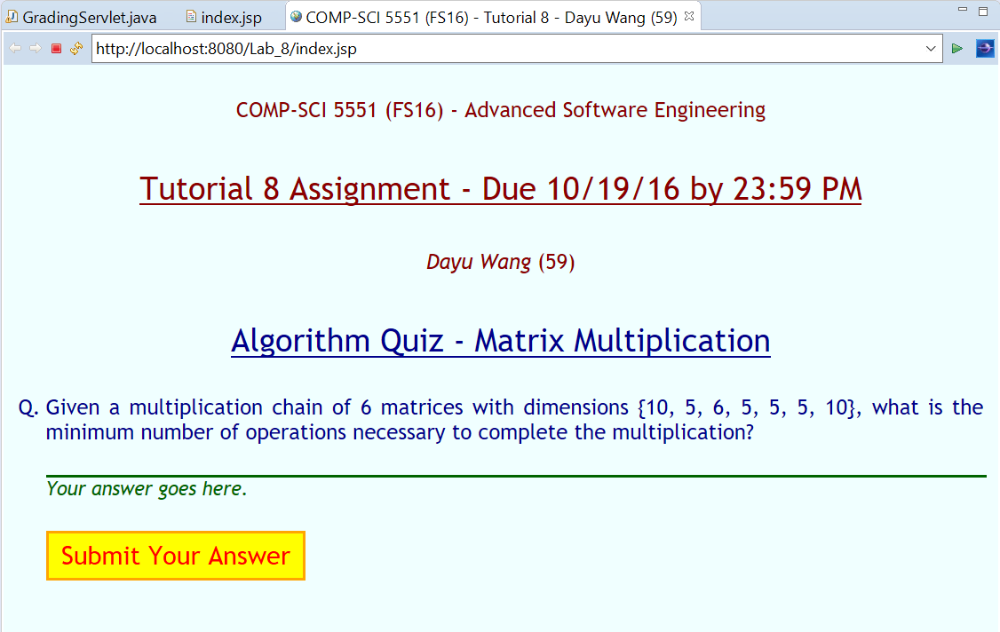 GradingServlet.java index.jsp COMP-SCI 5551 (FS16) - Tutorial 8 - Dayu Wang (59)
http://localhost:8080/Lab_8/index.jsp
COMP-SCI 5551 (FS16) - Advanced Software Engineering
Tutorial 8 Assignment - Due 10/19/16 by 23:59 PM
Dayu Wang (59)
Algorithm Quiz - Matrix Multiplication
Q. Given a multiplication chain of 6 matrices with dimensions {10, 5, 6, 5, 5, 5, 10}, what is the
minimum number of operations necessary to complete the multiplication?
Your answer goes here.
Submit Your Answer